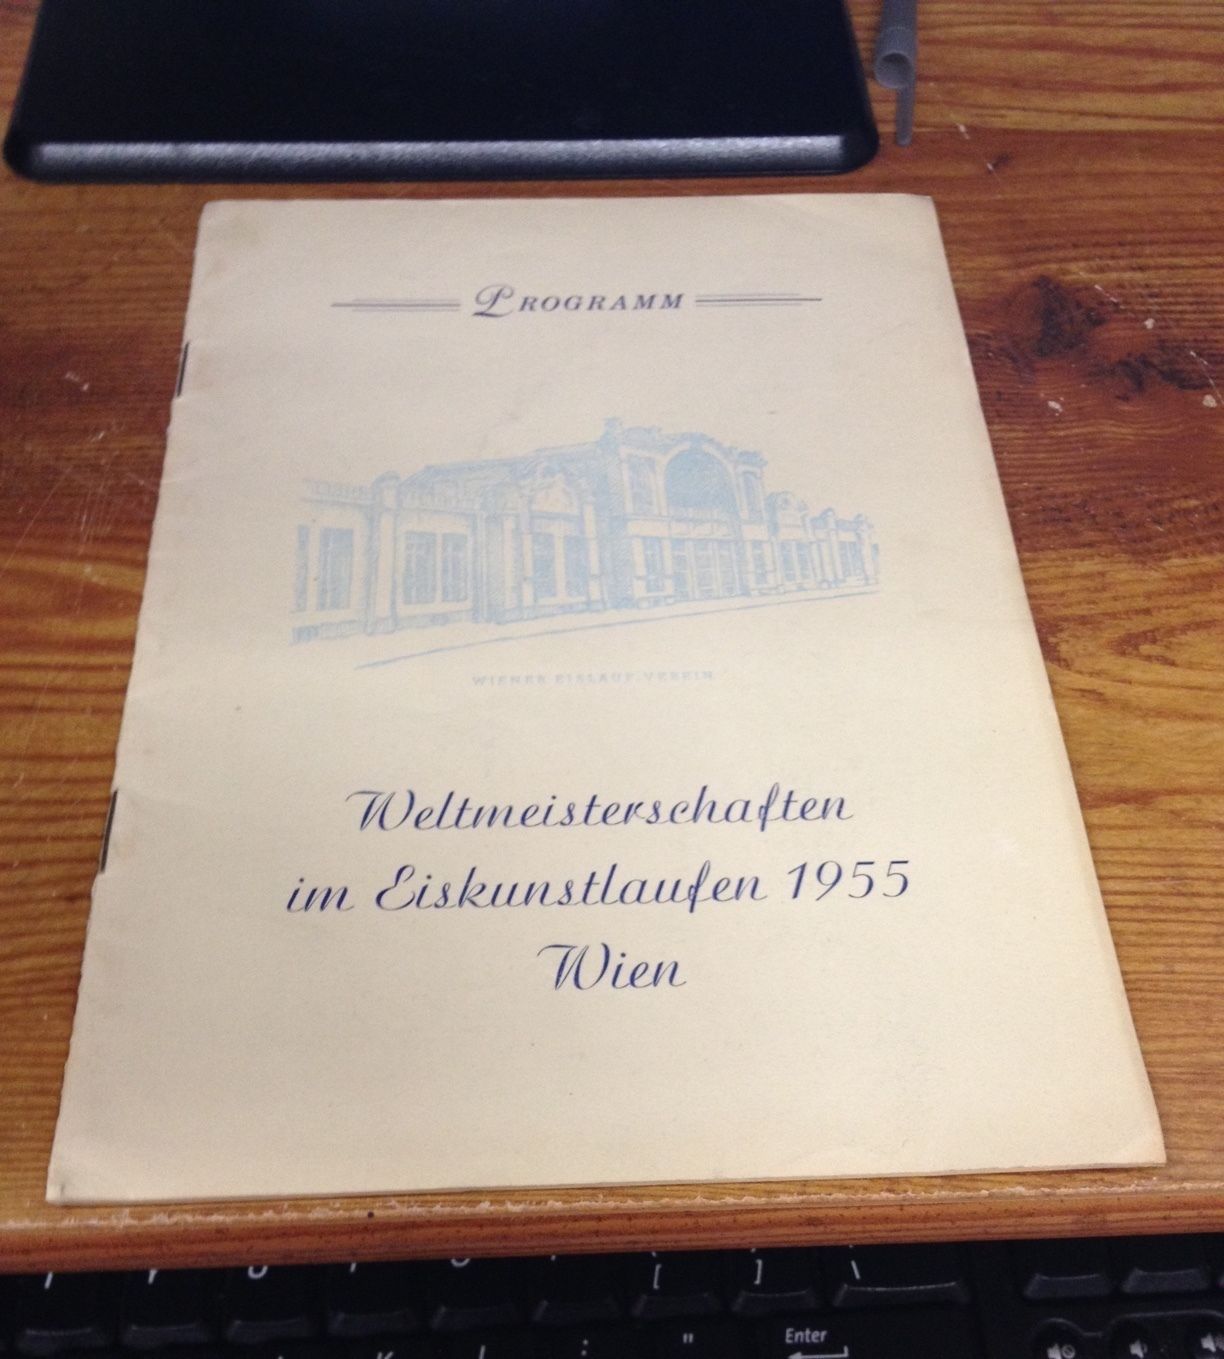 PROGRAMM
WIENER EISLAUF-VEREIN
Weltmeisterschaften
im Eiskunstlaufen 1955
Wien
[ ] \
; " Enter